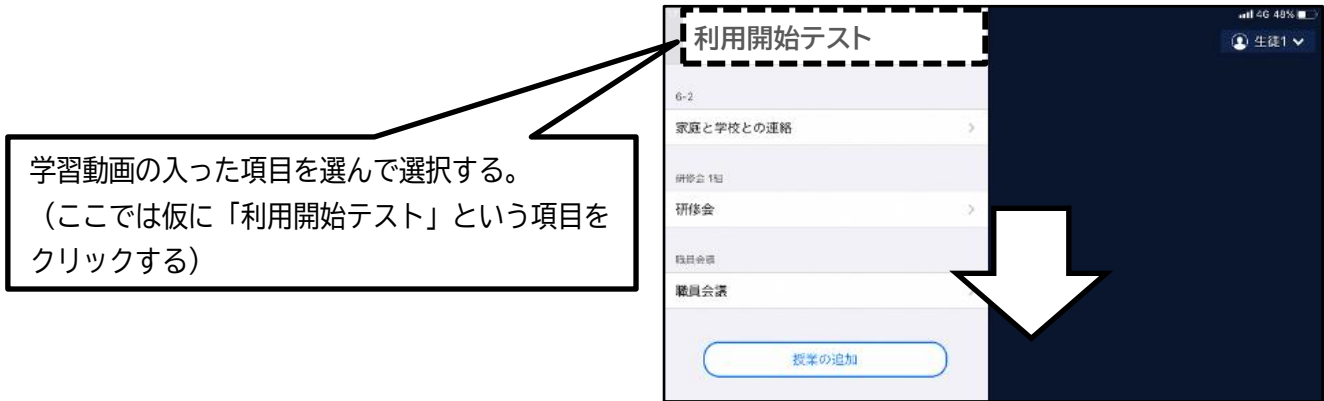 4G 48%
利用開始テスト
生徒1
6-2
家庭と学校との連絡
研修会 1組
研修会
職員会議
職員会議
授業の追加
学習動画の入った項目を選んで選択する。
（ここでは仮に「利用開始テスト」という項目を
クリックする）